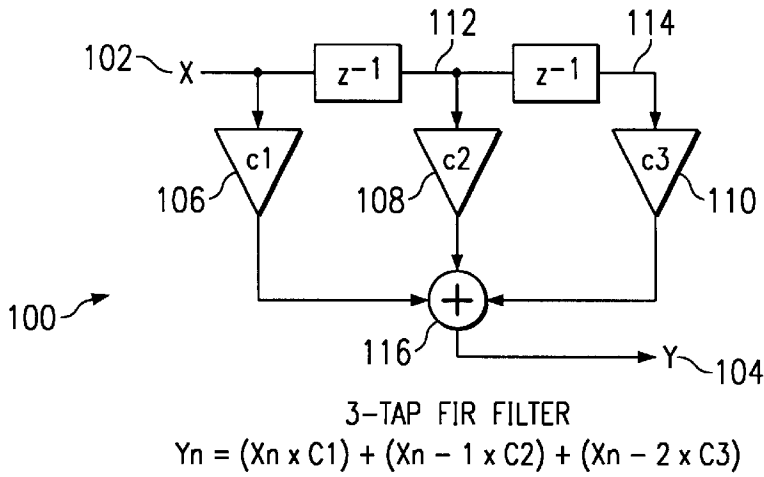 112
114
102
X
z−1
z−1
c1
c2
c3
106
108
110
100
+
116
Y
104
3-TAP FIR FILTER
Yn = (Xn x C1) + (Xn − 1 x C2) + (Xn − 2 x C3)